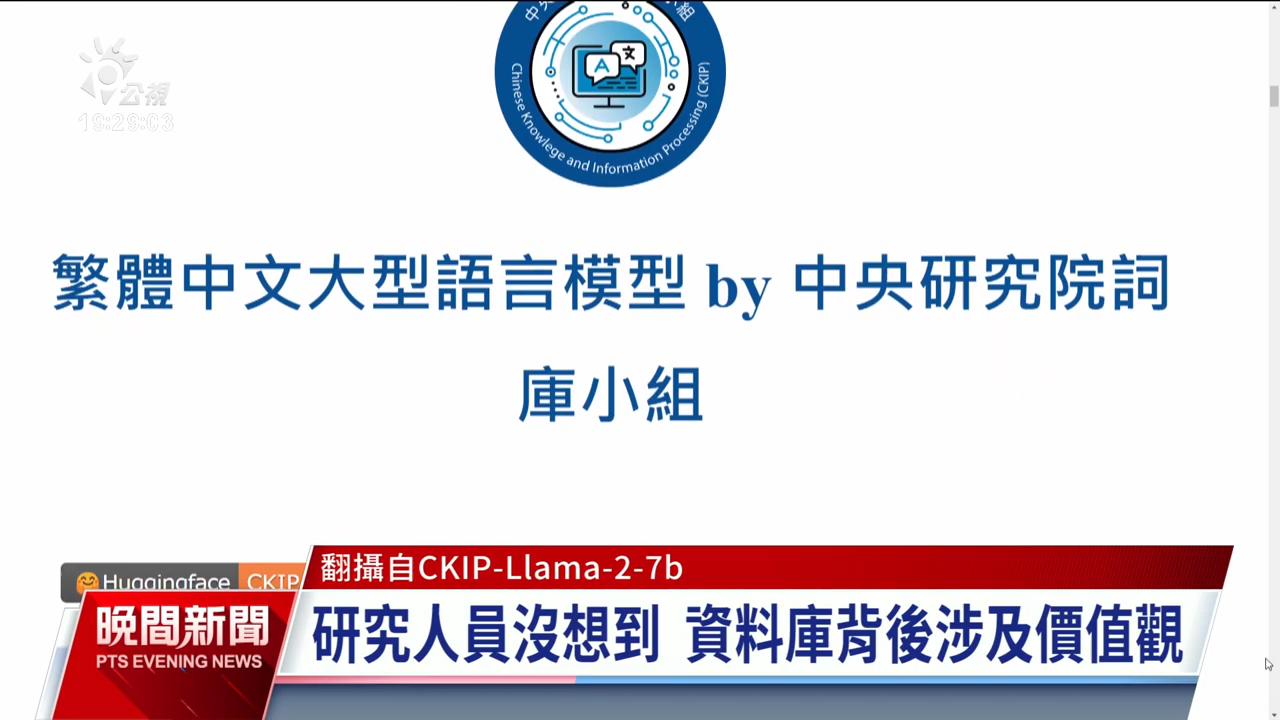 公視
19:29:03
文
A
Chinese Knowlege and Information Processing (CKIP)
繁體中文大型語言模型 by 中央研究院詞
庫小組
Huggingface CKIP
翻攝自CKIP-Llama-2-7b
晚間新聞
PTS EVENING NEWS
研究人員沒想到 資料庫背後涉及價值觀